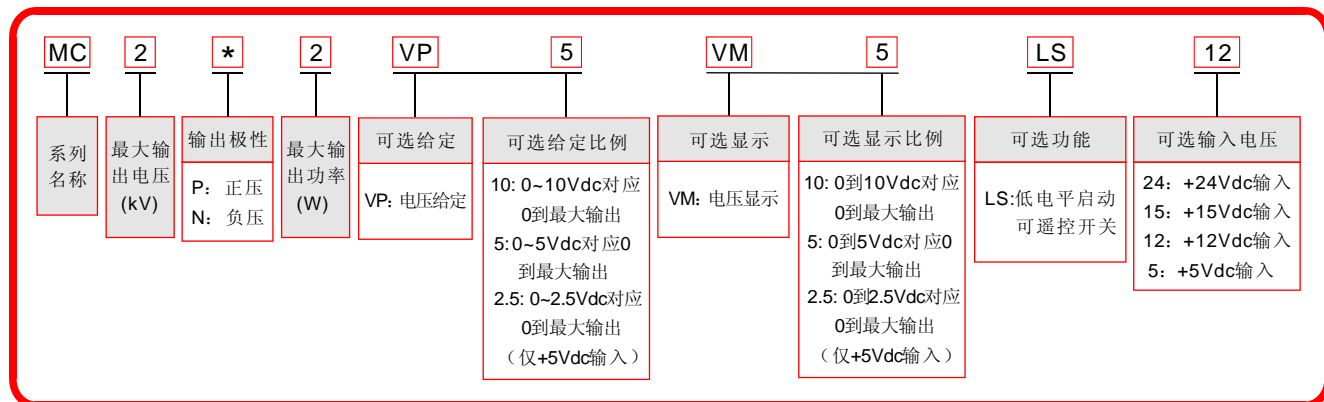 MC 2 * 2 VP 5 VM 5 LS 12
系列
名称
最大输
出电压
(kV)
输出极性
P: 正压
N: 负压
最大输
出功率
(W)
可选给定
VP: 电压给定
可选给定比例
10: 0~10Vdc对应
0到最大输出
5: 0~5Vdc对应0
到最大输出
2.5: 0~2.5Vdc对应
0到最大输出
（仅+5Vdc输入）
可选显示
VM: 电压显示
可选显示比例
10: 0到10Vdc对应
0到最大输出
5: 0到5Vdc对应0
到最大输出
2.5: 0到2.5Vdc对应
0到最大输出
（仅+5Vdc输入）
可选功能
LS:低电平启动
可遥控开关
可选输入电压
24: +24Vdc输入
15: +15Vdc输入
12: +12Vdc输入
5: +5Vdc输入